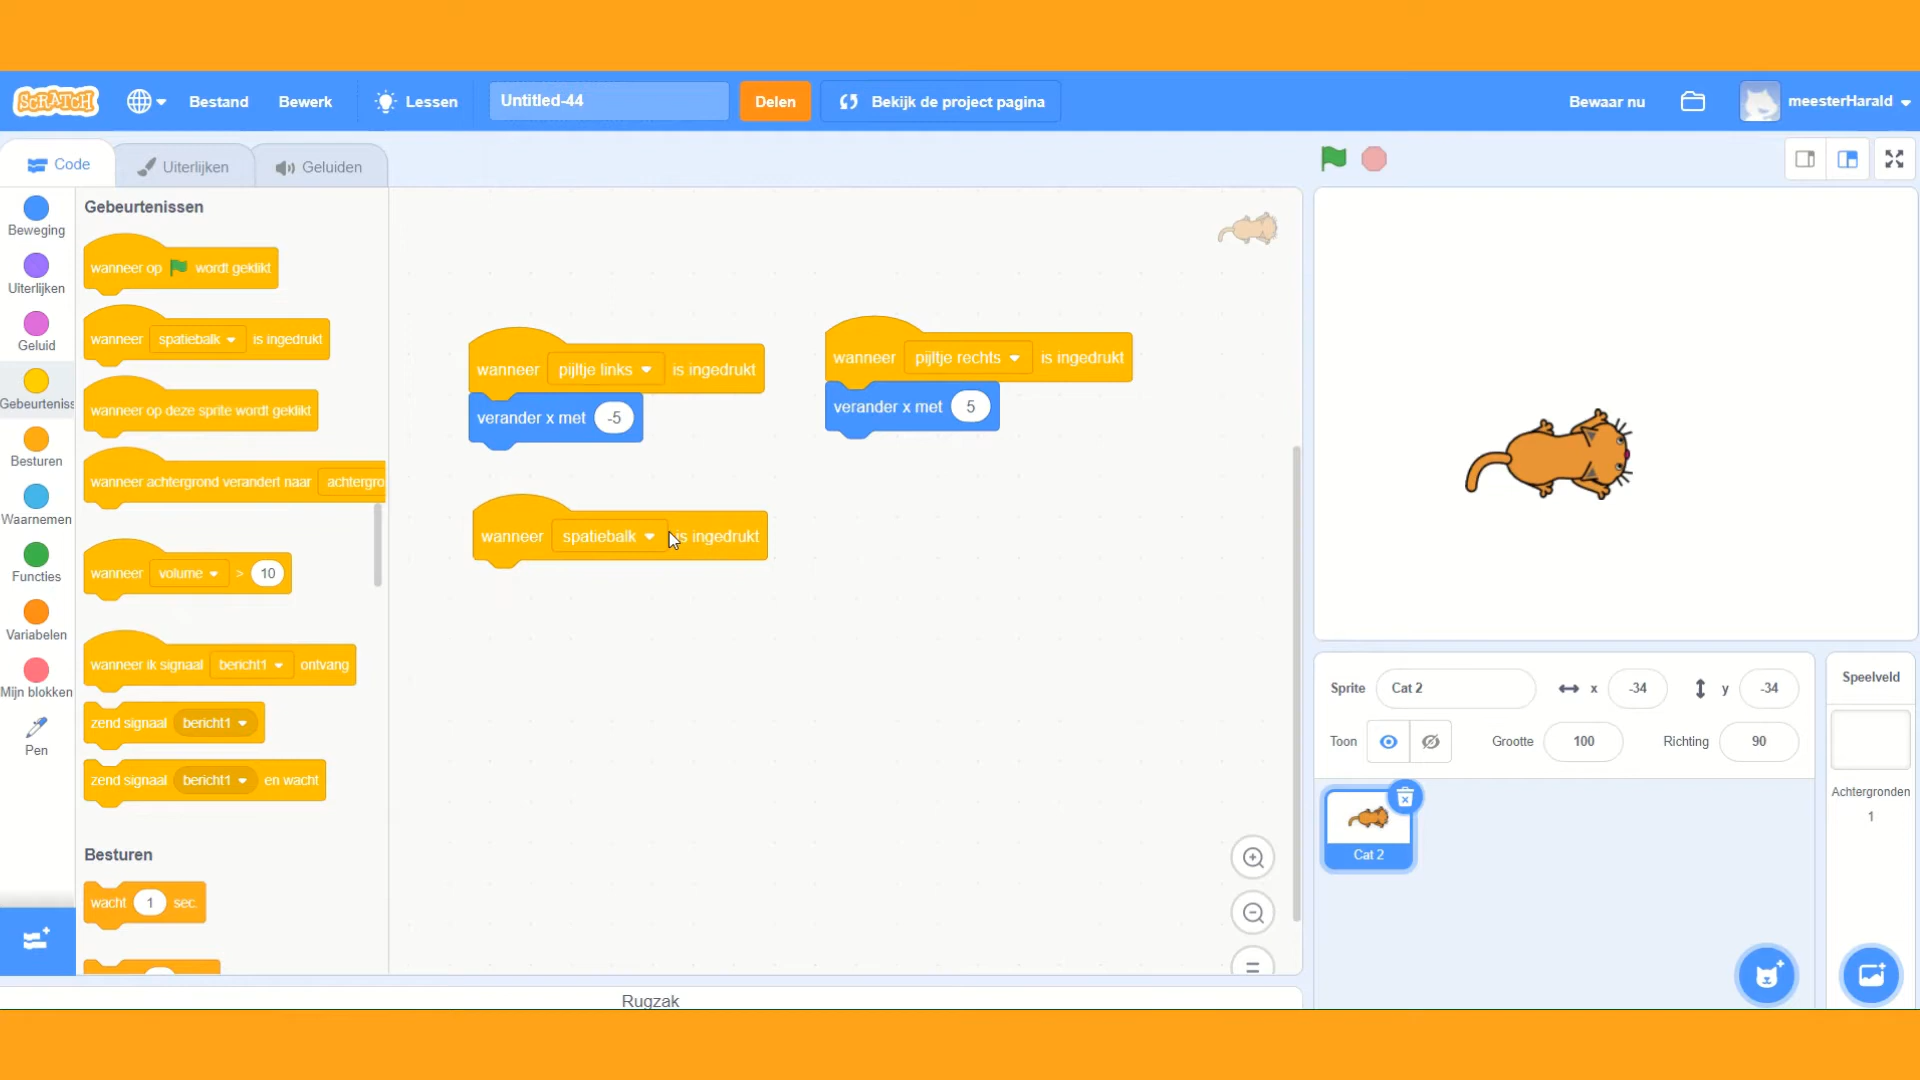 SCRATCH Bestand Bewerk Lessen Untitled-44 Delen Bekijk de project pagina Bewaar nu meesterHarald
Code Uiterlijken Geluiden
Beweging
Uiterlijken
Geluid
Gebeurteniss
Besturen
Waarnemen
Functies
Variabelen
Mijn blokken
Pen
Gebeurtenissen
wanneer op wordt geklikt
wanneer spatiebalk is ingedrukt
wanneer op deze sprite wordt geklikt
wanneer achtergrond verandert naar achtergro
wanneer volume > 10
wanneer ik signaal bericht1 ontvang
zend signaal bericht1
zend signaal bericht1 en wacht
Besturen
wacht 1 sec.
wanneer pijltje links is ingedrukt
verander x met -5
wanneer pijltje rechts is ingedrukt
verander x met 5
wanneer spatiebalk is ingedrukt
Rugzak
Sprite Cat 2 x -34 y -34
Toon Grootte 100 Richting 90
Cat 2
Speelveld
Achtergronden
1